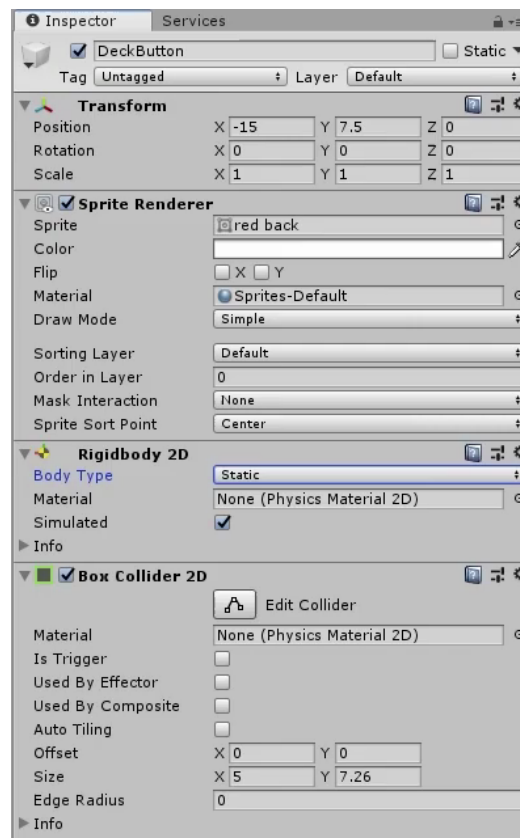 Inspector Services
DeckButton Static
Tag Untagged Layer Default
Transform
Position X -15 Y 7.5 Z 0
Rotation X 0 Y 0 Z 0
Scale X 1 Y 1 Z 1
Sprite Renderer
Sprite red back
Color
Flip X Y
Material Sprites-Default
Draw Mode Simple
Sorting Layer Default
Order in Layer 0
Mask Interaction None
Sprite Sort Point Center
Rigidbody 2D
Body Type Static
Material None (Physics Material 2D)
Simulated
Info
Box Collider 2D
Edit Collider
Material None (Physics Material 2D)
Is Trigger
Used By Effector
Used By Composite
Auto Tiling
Offset X 0 Y 0
Size X 5 Y 7.26
Edge Radius 0
Info